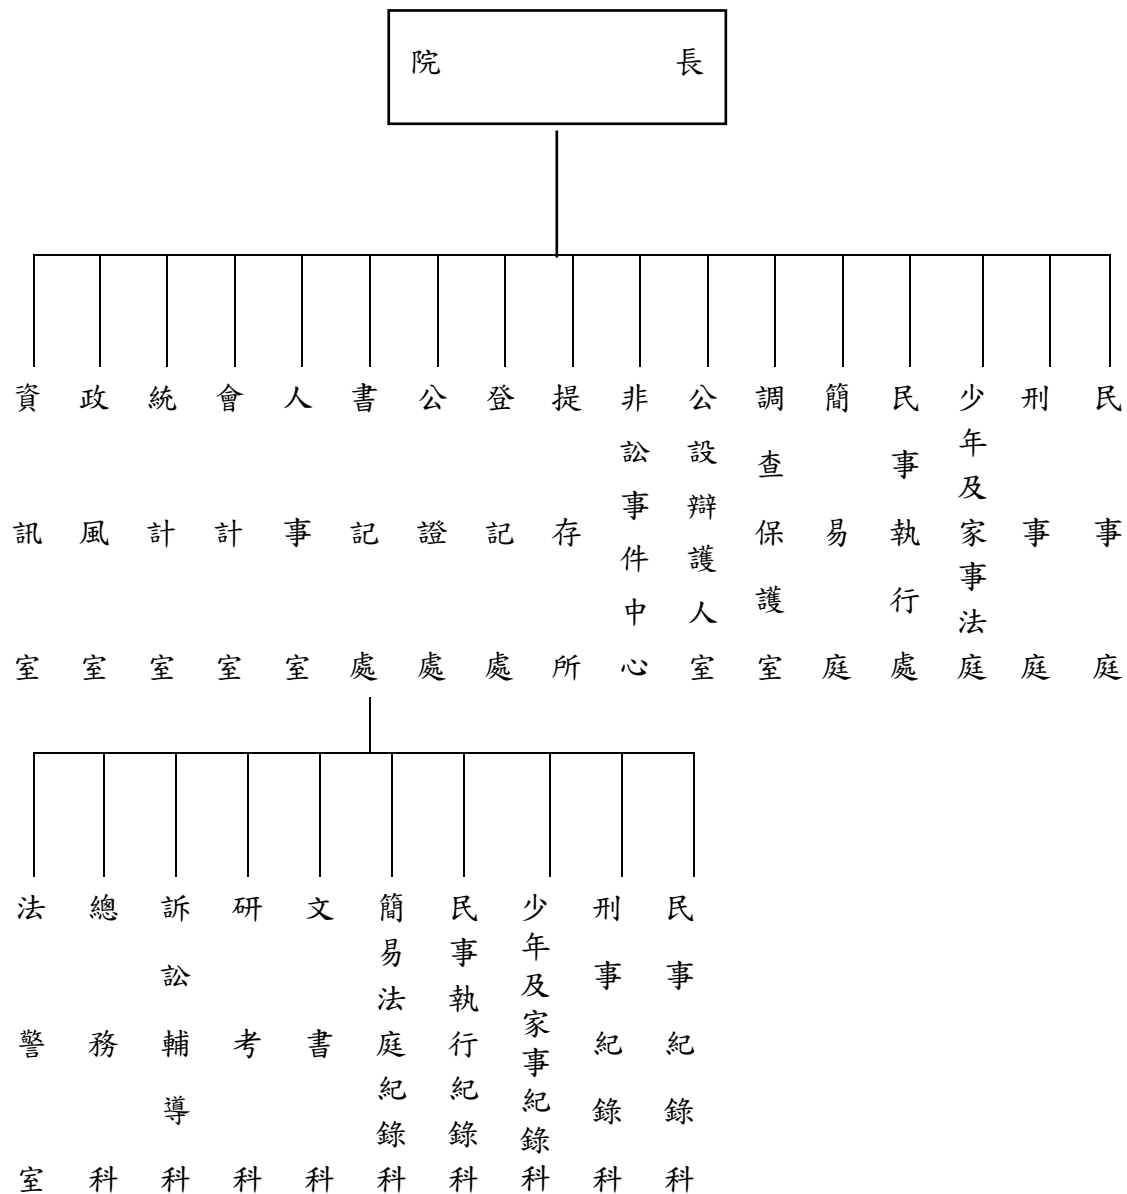 院長
民事庭
刑事庭
少年及家事法庭
民事執行處
簡易庭
調查保護室
公設辯護人室
非訟事件中心
提存所
登記處
公證處
書記處
人事室
會計室
統計室
政風室
資訊室
民事紀錄科
刑事紀錄科
少年及家事紀錄科
民事執行紀錄科
簡易法庭紀錄科
文書科
研考科
訴訟輔導科
總務科
法警室